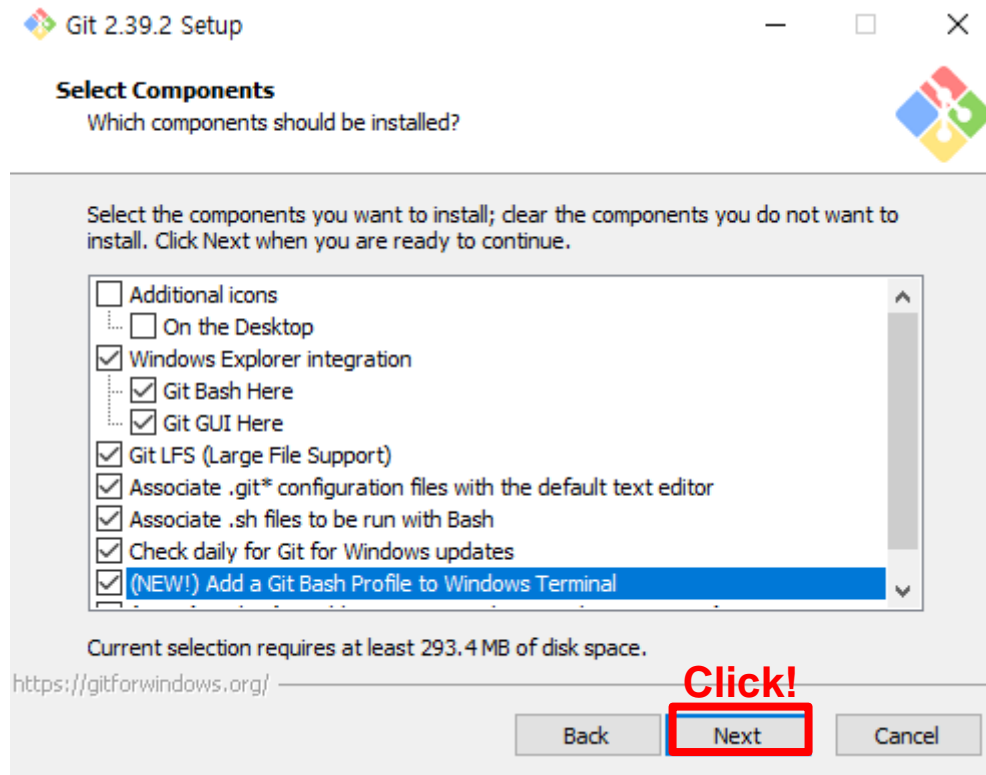 Git 2.39.2 Setup
Select Components
Which components should be installed?
Select the components you want to install; clear the components you do not want to
install. Click Next when you are ready to continue.
Additional icons
On the Desktop
Windows Explorer integration
Git Bash Here
Git GUI Here
Git LFS (Large File Support)
Associate .git* configuration files with the default text editor
Associate .sh files to be run with Bash
Check daily for Git for Windows updates
(NEW!) Add a Git Bash Profile to Windows Terminal
Current selection requires at least 293.4 MB of disk space.
https://gitforwindows.org/
Click!
Back Next Cancel